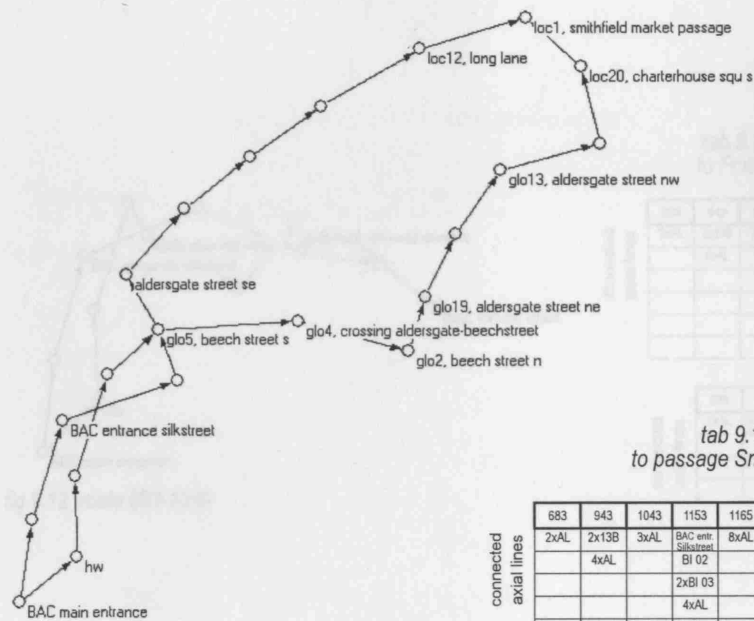 loc1, smithfield market passage
loc12, long lane
loc20, charterhouse squ s
glo13, aldersgate street nw
aldersgate street se
glo19, aldersgate street ne
glo4, crossing aldersgate-beechstreet
glo5, beech street s
glo2, beech street n
BAC entrance silkstreet
hw
BAC main entrance
tab 9.1
to passage Sm
connected
axial lines
683 943 1043 1153 1165
2xAL 2x13B 3xAL BAC entr. Silkstreet 8xAL
4xAL BI 02
2xBI 03
4xAL